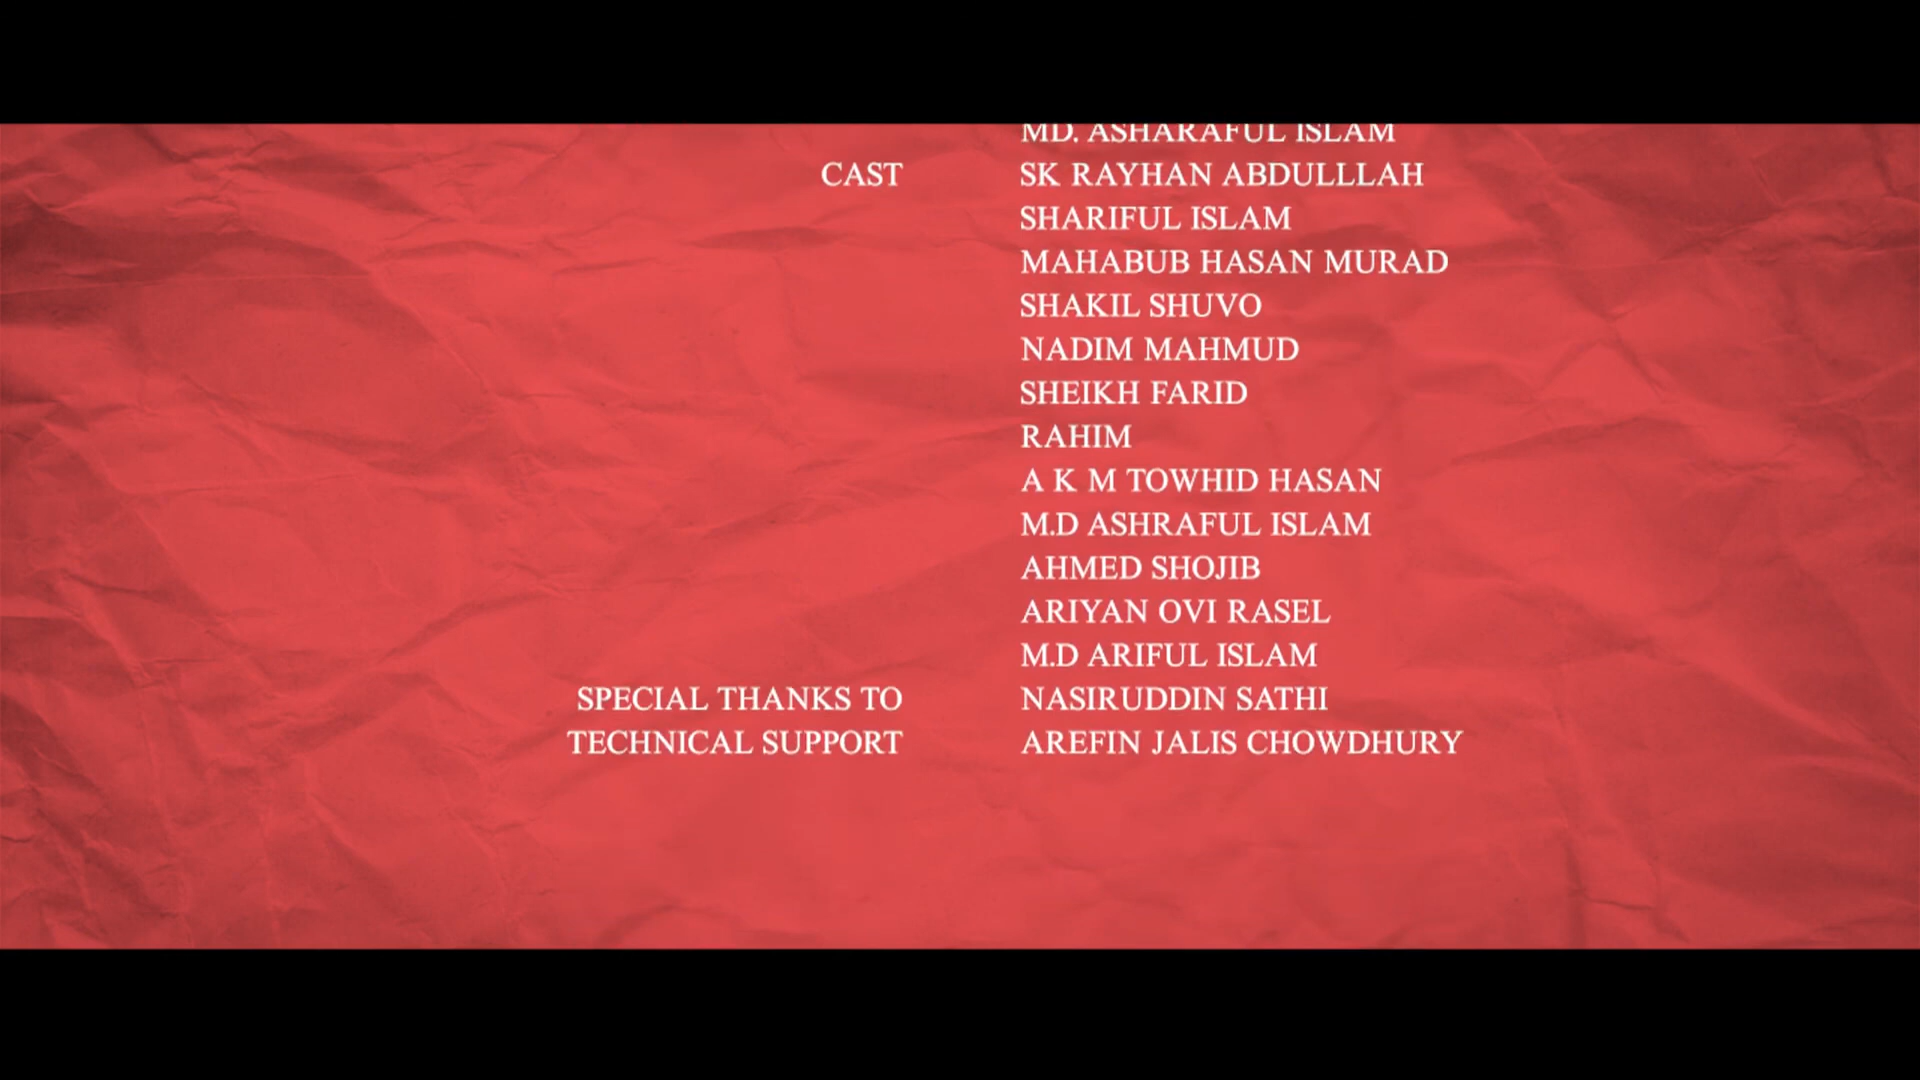 MD. ASHARAFUL ISLAM
CAST SK RAYHAN ABDULLLAH
SHARIFUL ISLAM
MAHABUB HASAN MURAD
SHAKIL SHUVO
NADIM MAHMUD
SHEIKH FARID
RAHIM
A K M TOWHID HASAN
M.D ASHRAFUL ISLAM
AHMED SHOJIB
ARIYAN OVI RASEL
M.D ARIFUL ISLAM
SPECIAL THANKS TO NASIRUDDIN SATHI
TECHNICAL SUPPORT AREFIN JALIS CHOWDHURY